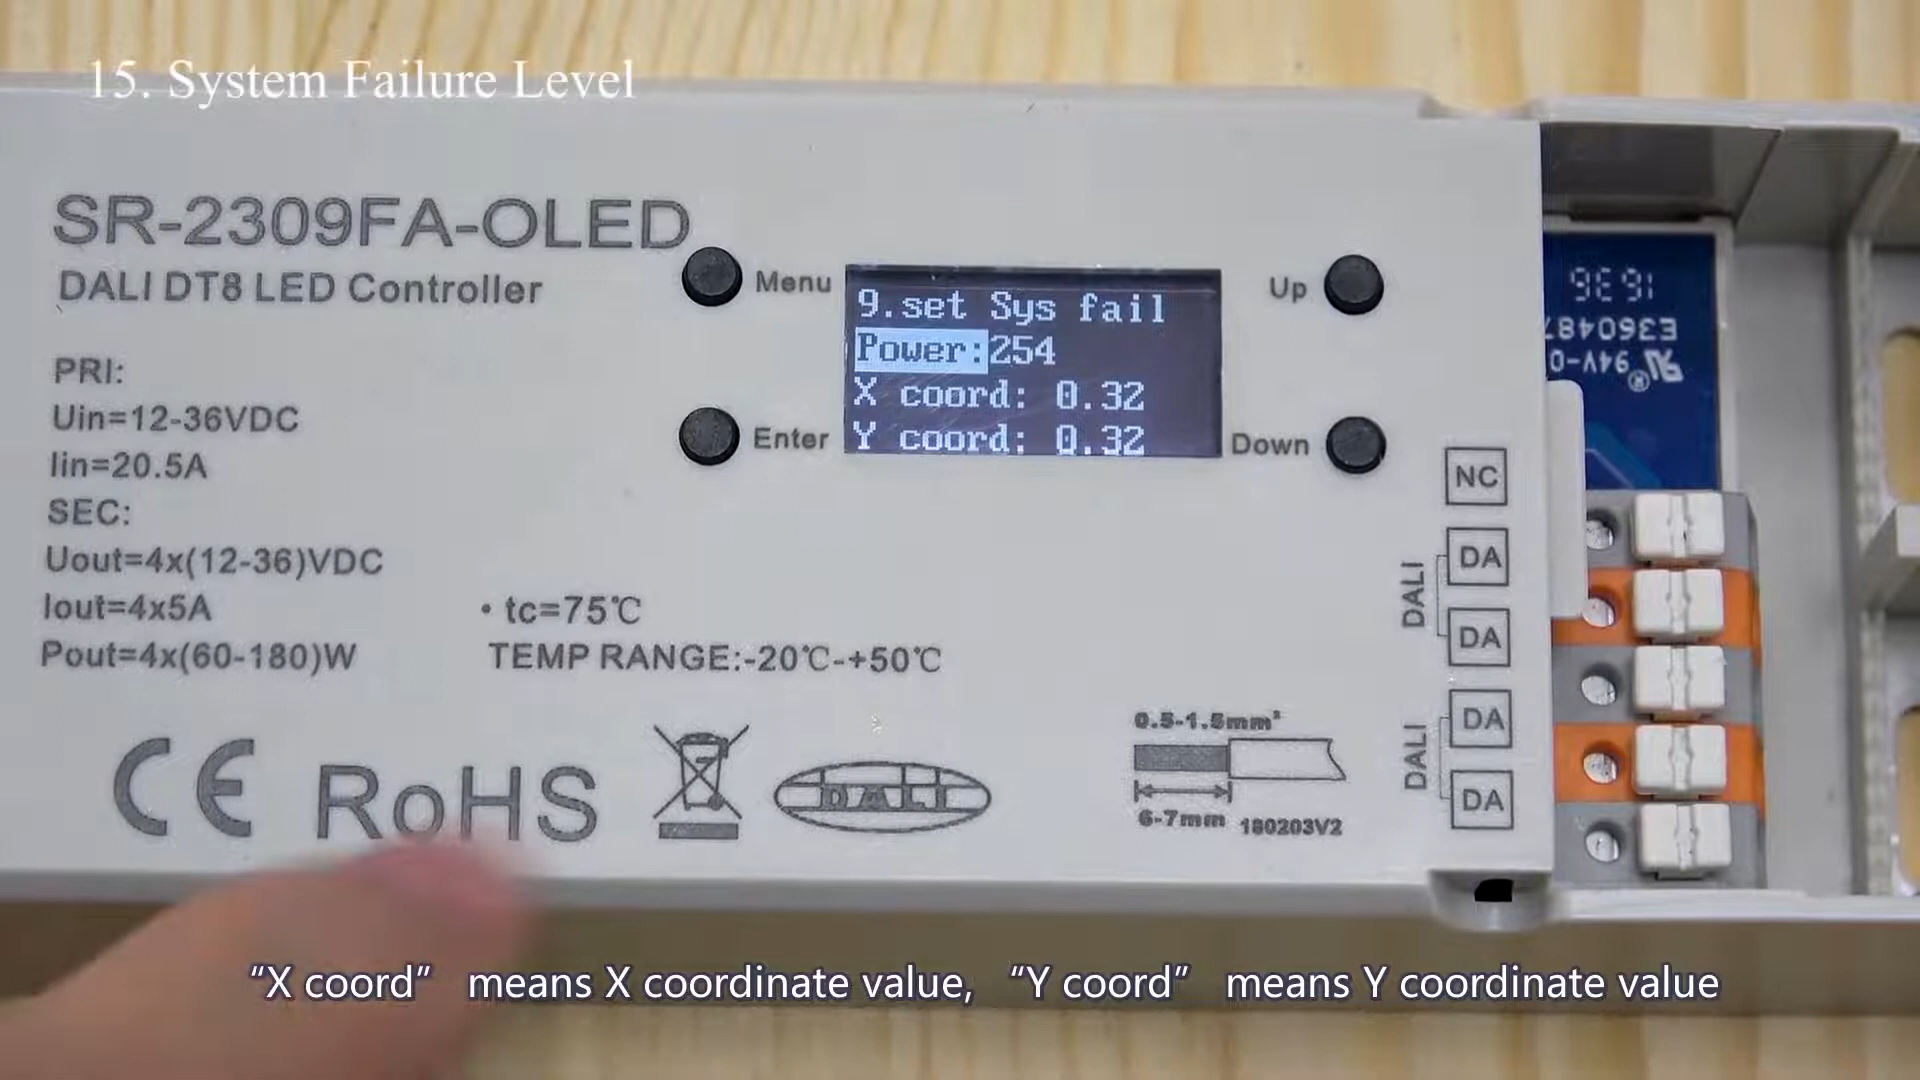 15. System Failure Level
SR-2309FA-OLED
DALI DT8 LED Controller
PRI:
Uin=12-36VDC
Iin=20.5A
SEC:
Uout=4x(12-36)VDC
Iout=4x5A
Pout=4x(60-180)W
• tc=75℃
TEMP RANGE:-20℃-+50℃
Menu
Enter
9.set Sys fail
Power:254
X coord: 0.32
Y coord: 0.32
Up
Down
NC
DALI
DA
DA
DALI
DA
DA
CE
RoHS
DALI
0.5-1.5mm²
6-7mm
180203V2
E360487
94V-0
“X coord” means X coordinate value, “Y coord” means Y coordinate value